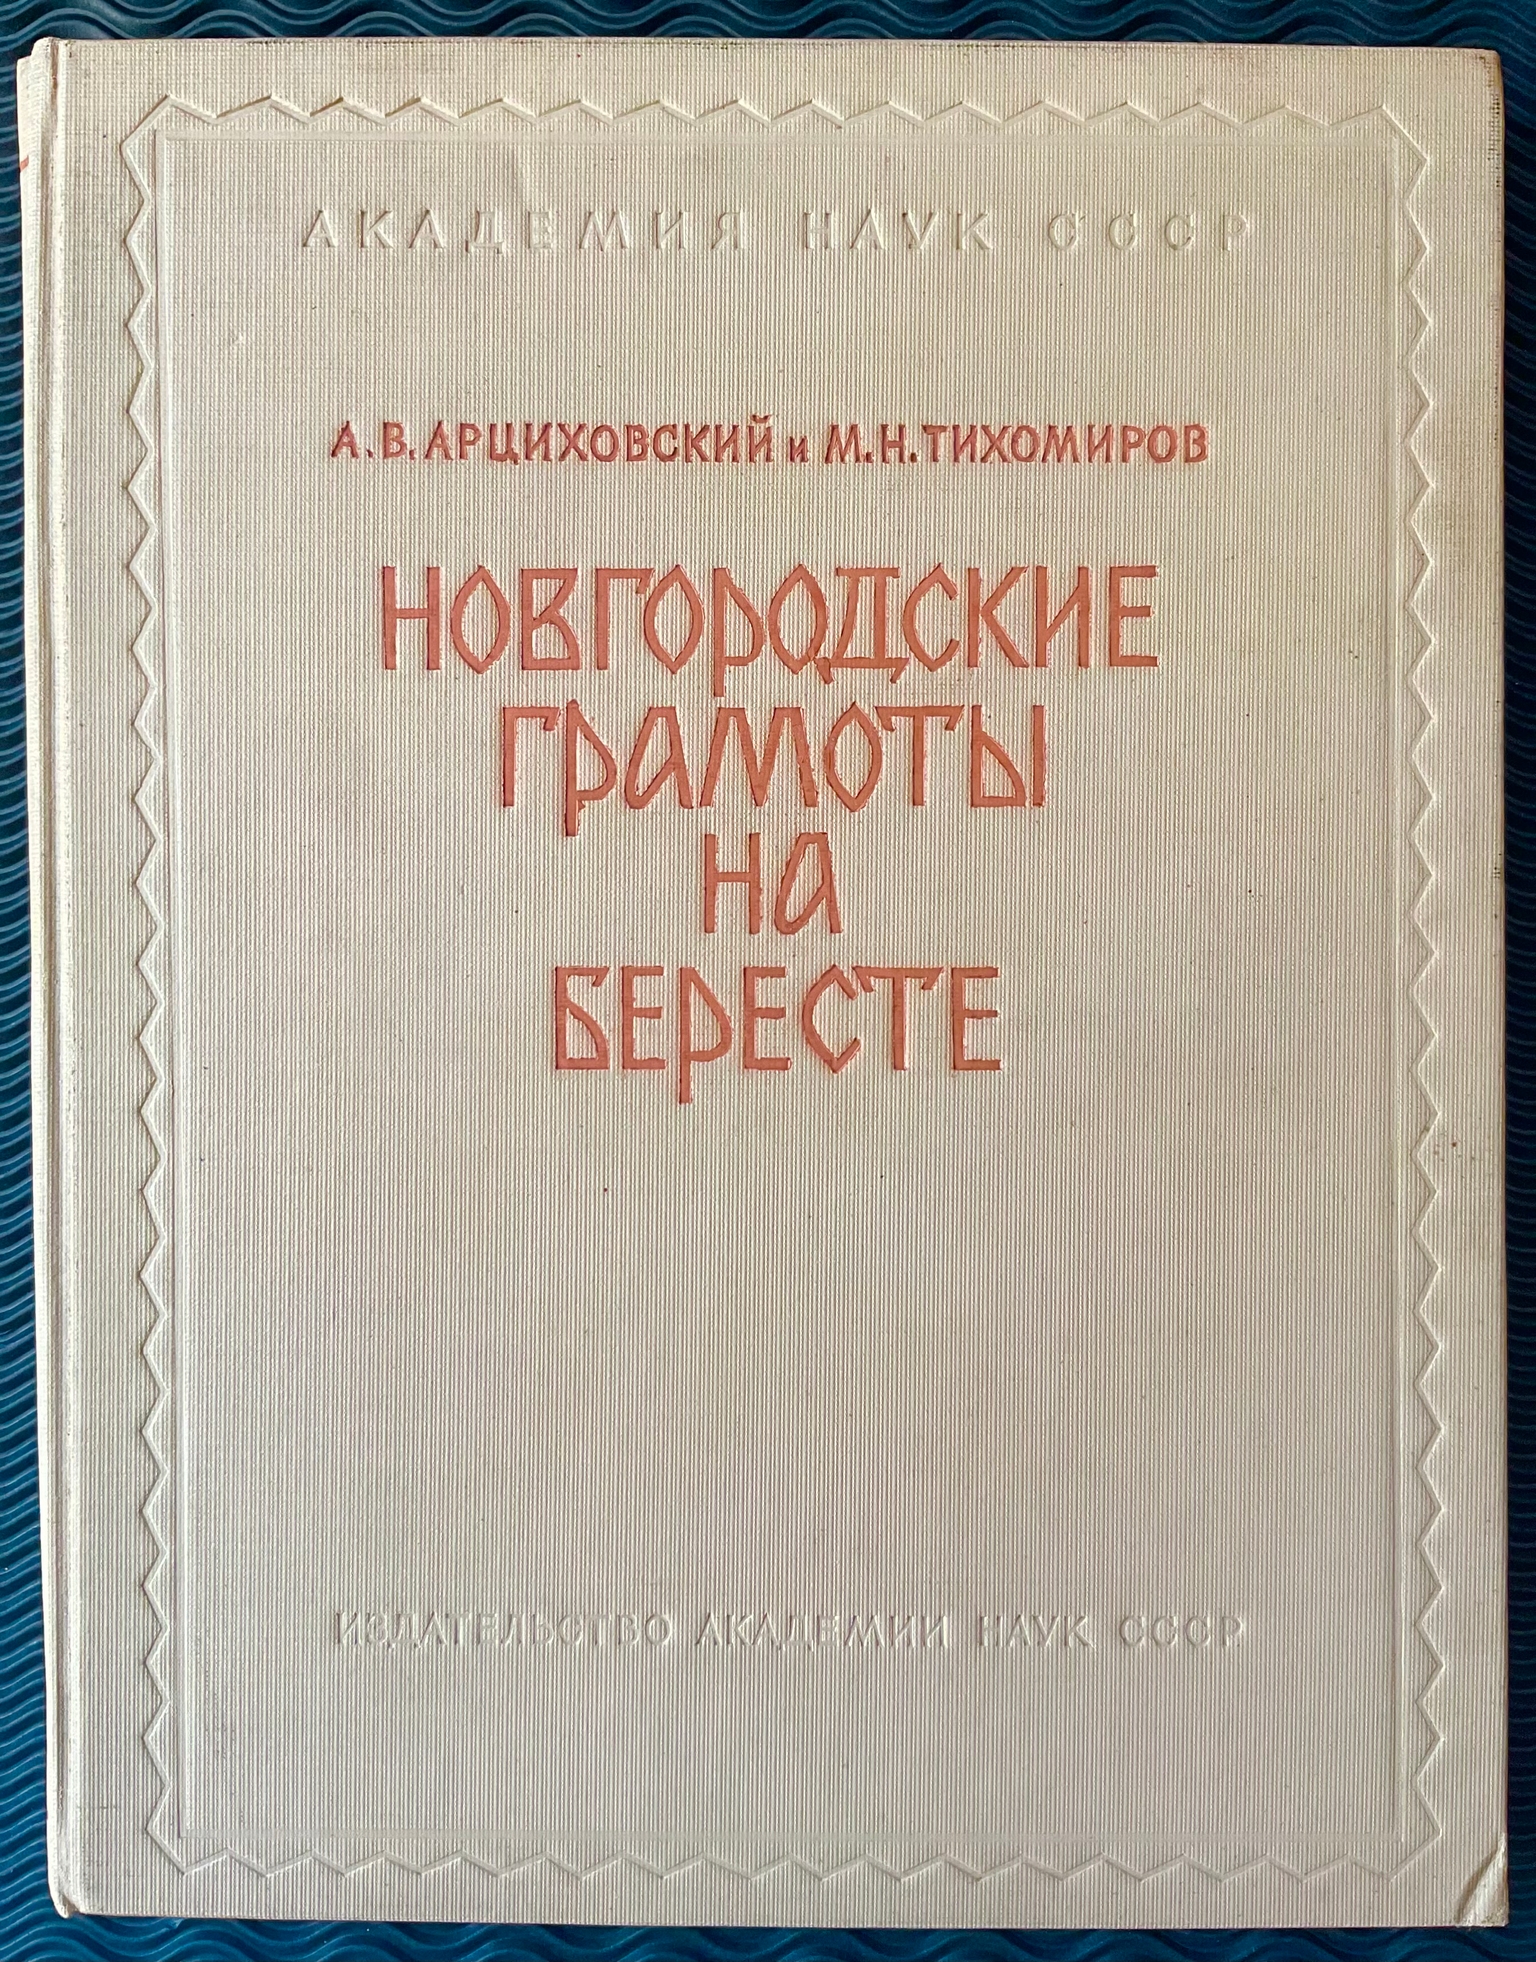 АКАДЕМИЯ НАУК СССР
А.В.АРЦИХОВСКИЙ и М.Н.ТИХОМИРОВ
НОВГОРОДСКИЕ
ГРАМОТЫ
НА
БЕРЕСТЕ
ИЗДАТЕЛЬСТВО АКАДЕМИИ НАУК СССР